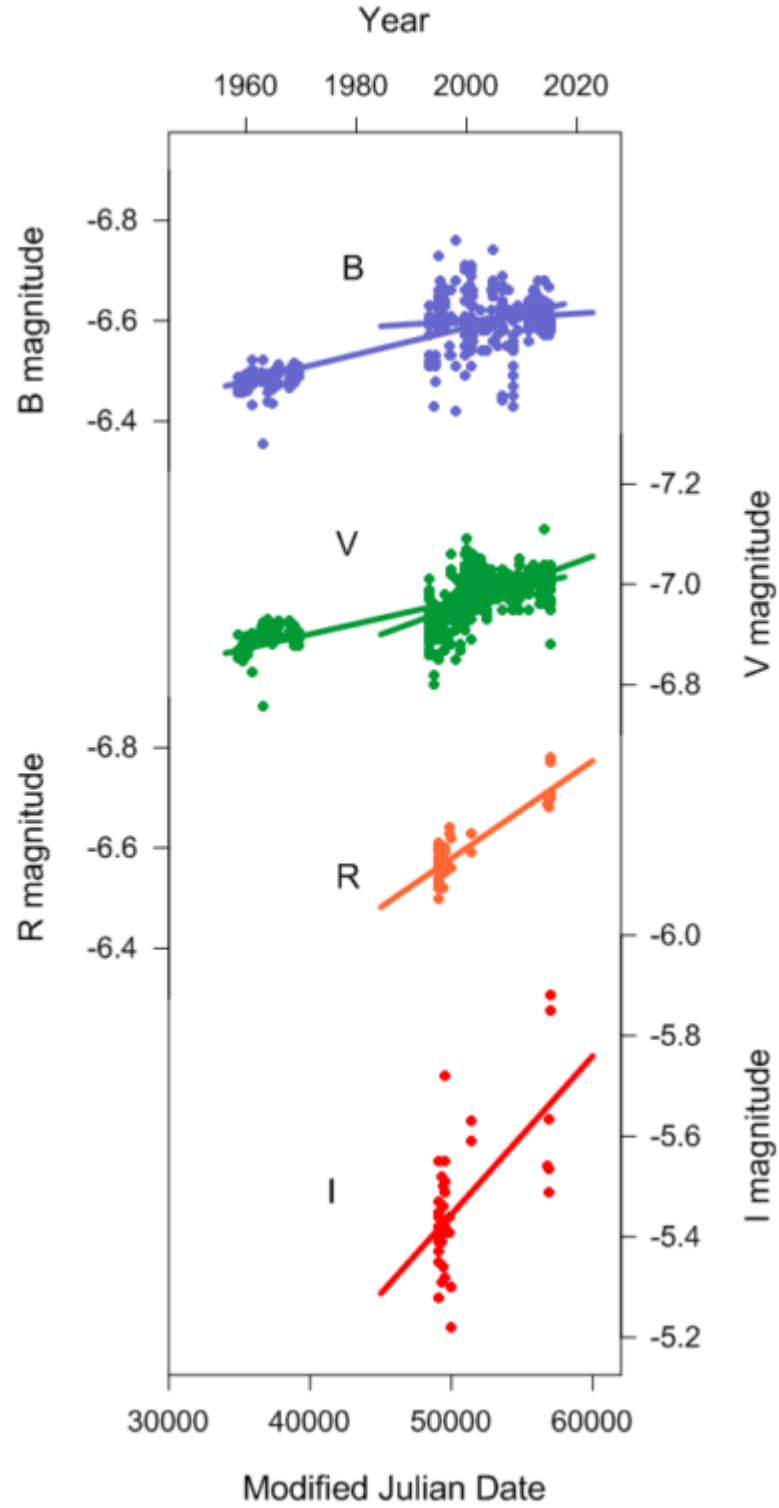 Year
1960 1980 2000 2020
B magnitude
-6.8
-6.6
-6.4
B
V magnitude
-7.2
-7.0
-6.8
V
R magnitude
-6.8
-6.6
-6.4
R
I magnitude
-6.0
-5.8
-5.6
-5.4
-5.2
I
30000 40000 50000 60000
Modified Julian Date